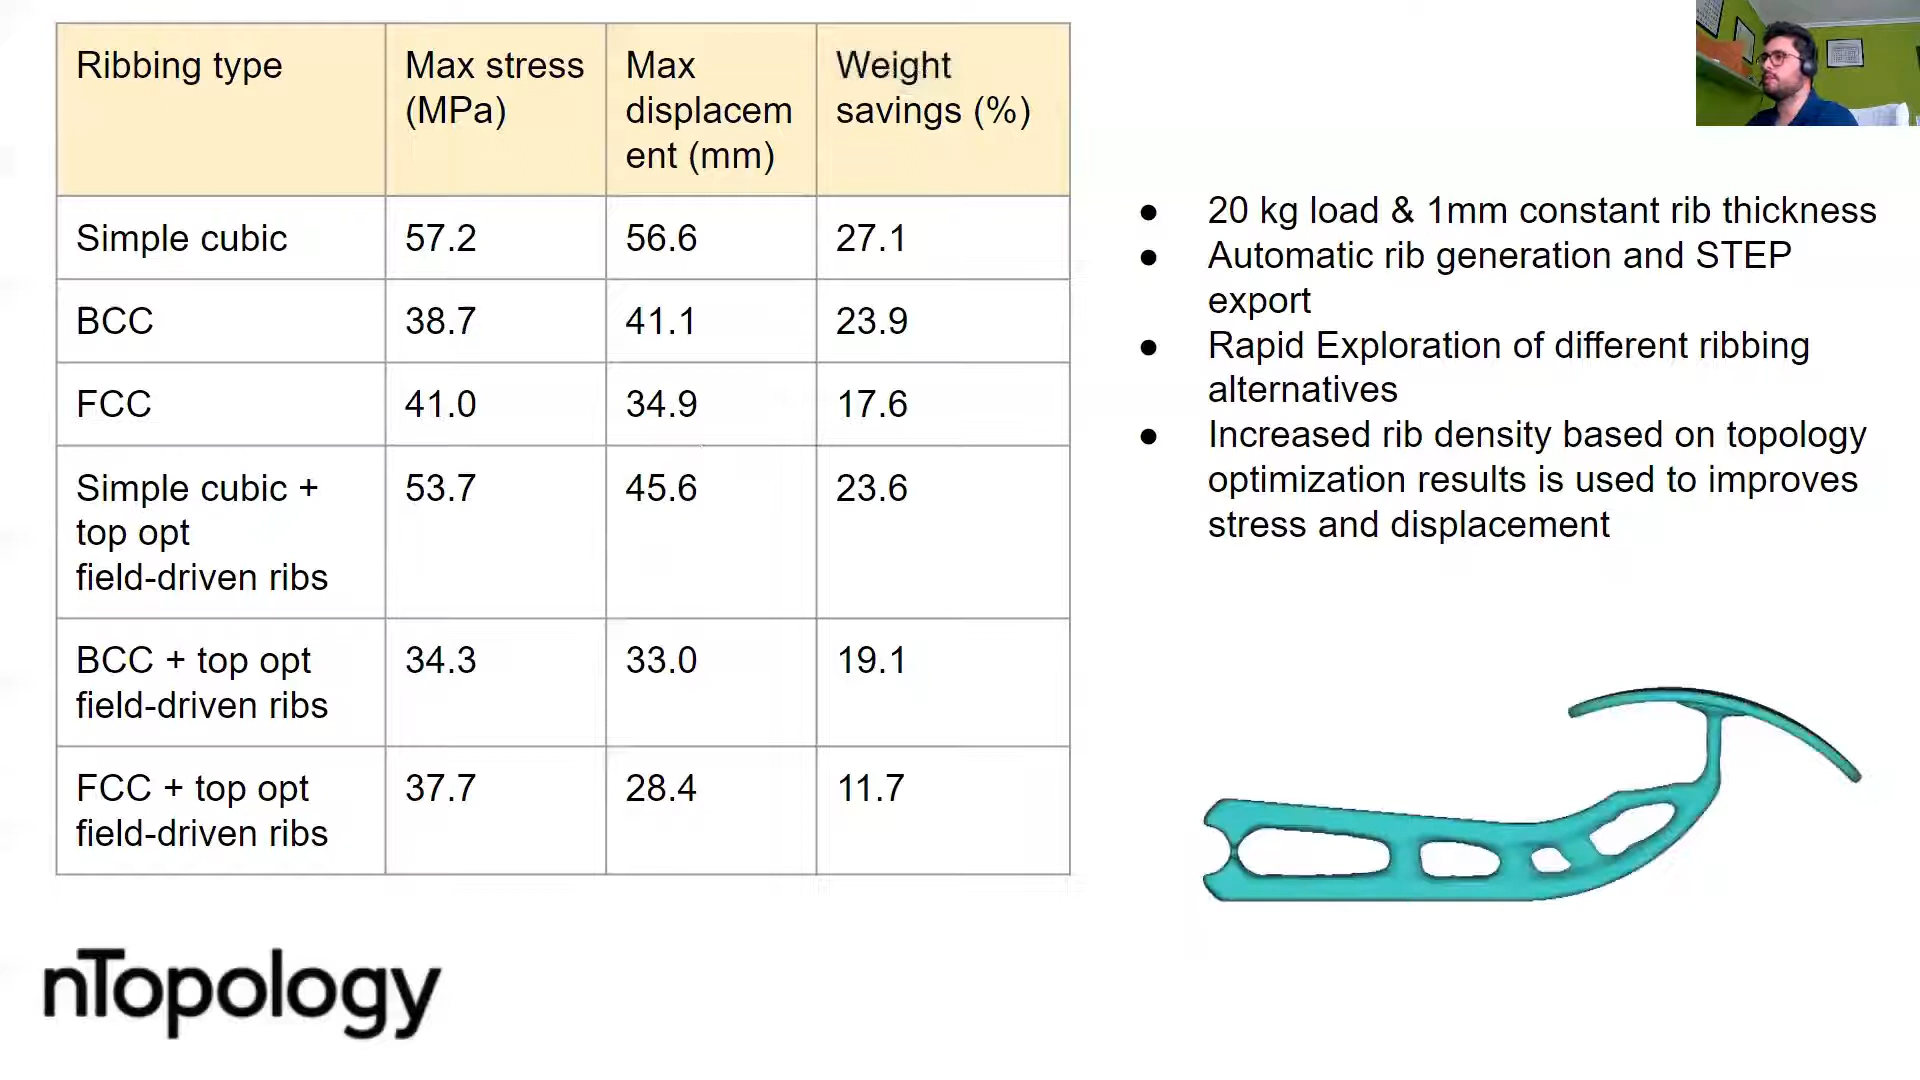 Ribbing type
Max stress
(MPa)
Max
displacem
ent (mm)
Weight
savings (%)
Simple cubic
57.2
56.6
27.1
BCC
38.7
41.1
23.9
FCC
41.0
34.9
17.6
Simple cubic +
top opt
field-driven ribs
53.7
45.6
23.6
BCC + top opt
field-driven ribs
34.3
33.0
19.1
FCC + top opt
field-driven ribs
37.7
28.4
11.7
● 20 kg load & 1mm constant rib thickness
● Automatic rib generation and STEP
export
● Rapid Exploration of different ribbing
alternatives
● Increased rib density based on topology
optimization results is used to improves
stress and displacement
nTopology